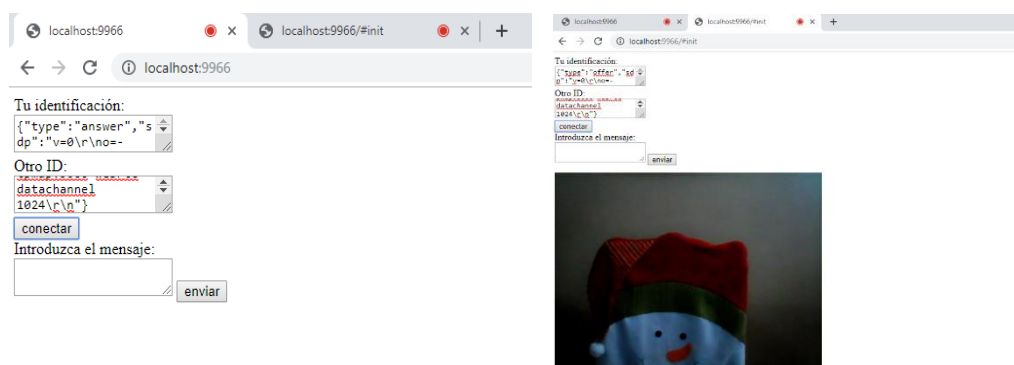 localhost:9966
localhost:9966/#init
localhost:9966
Tu identificación:
{"type":"answer","s
dp":"v=0\r\no=-
Otro ID:
datachannel
1024\r\n"}
conectar
Introduzca el mensaje:
enviar
localhost:9966
localhost:9966/#init
localhost:9966/#init
Tu identificación:
{"type":"offer","sd
p":"v=0\r\no=-
Otro ID:
datachannel
1024\r\n"}
conectar
Introduzca el mensaje:
enviar